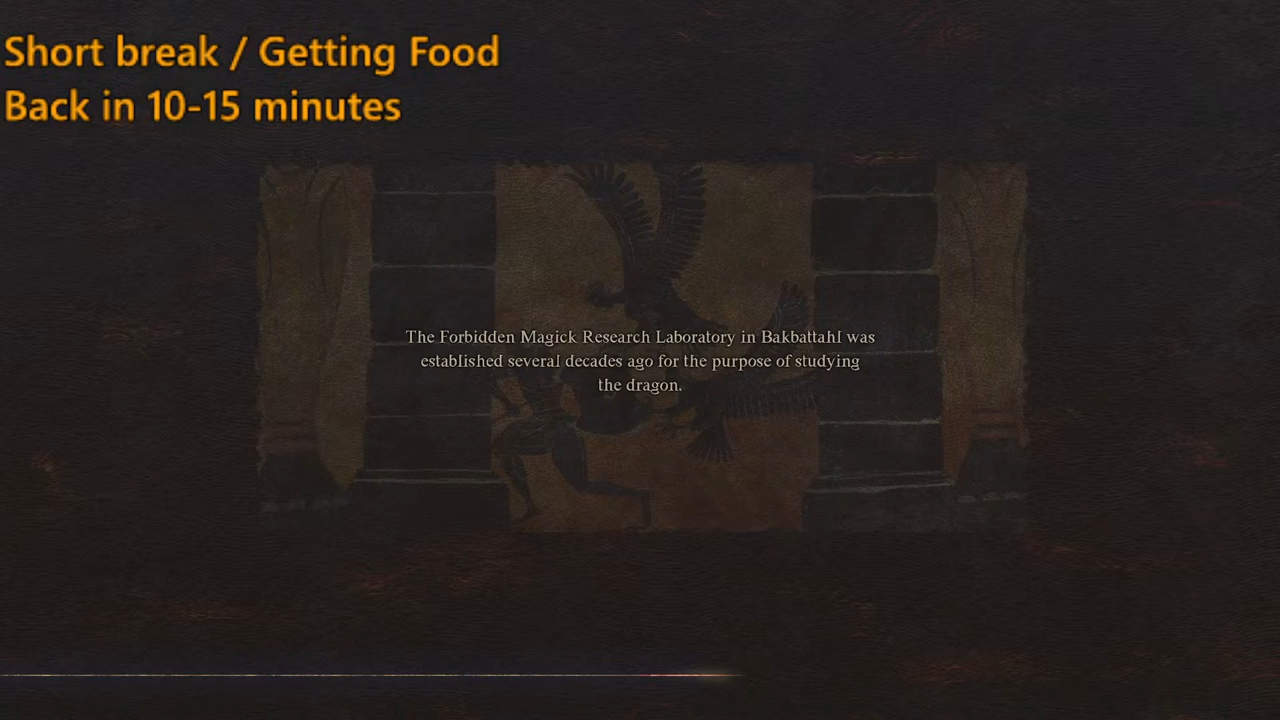 Short break / Getting Food
Back in 10-15 minutes
The Forbidden Magick Research Laboratory in Bakbattahl was
established several decades ago for the purpose of studying
the dragon.